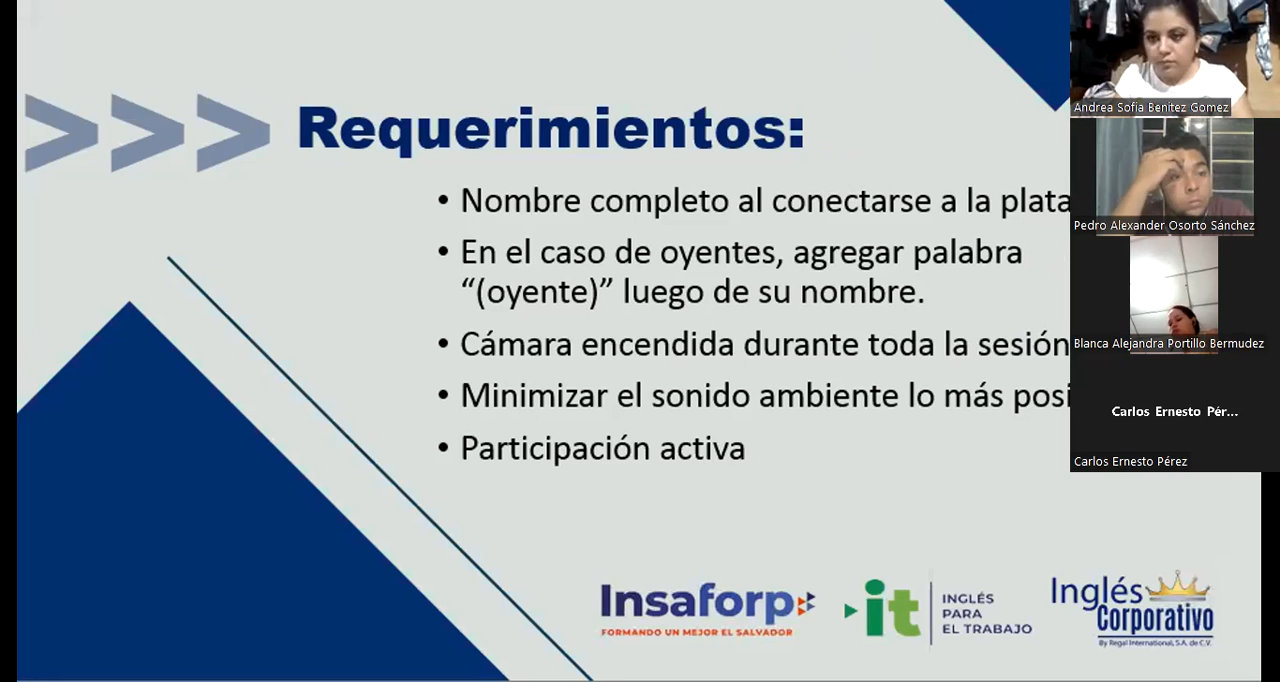 Requerimientos:
• Nombre completo al conectarse a la plata
• En el caso de oyentes, agregar palabra
“(oyente)” luego de su nombre.
• Cámara encendida durante toda la sesión
• Minimizar el sonido ambiente lo más posi
• Participación activa
Insaforp
FORMANDO UN MEJOR EL SALVADOR
it
INGLÉS
PARA
EL TRABAJO
Inglés
Corporativo
By Regal International, S.A. de C.V.
Andrea Sofia Benitez Gomez
Pedro Alexander Osorto Sánchez
Blanca Alejandra Portillo Bermudez
Carlos Ernesto Pér...
Carlos Ernesto Pérez